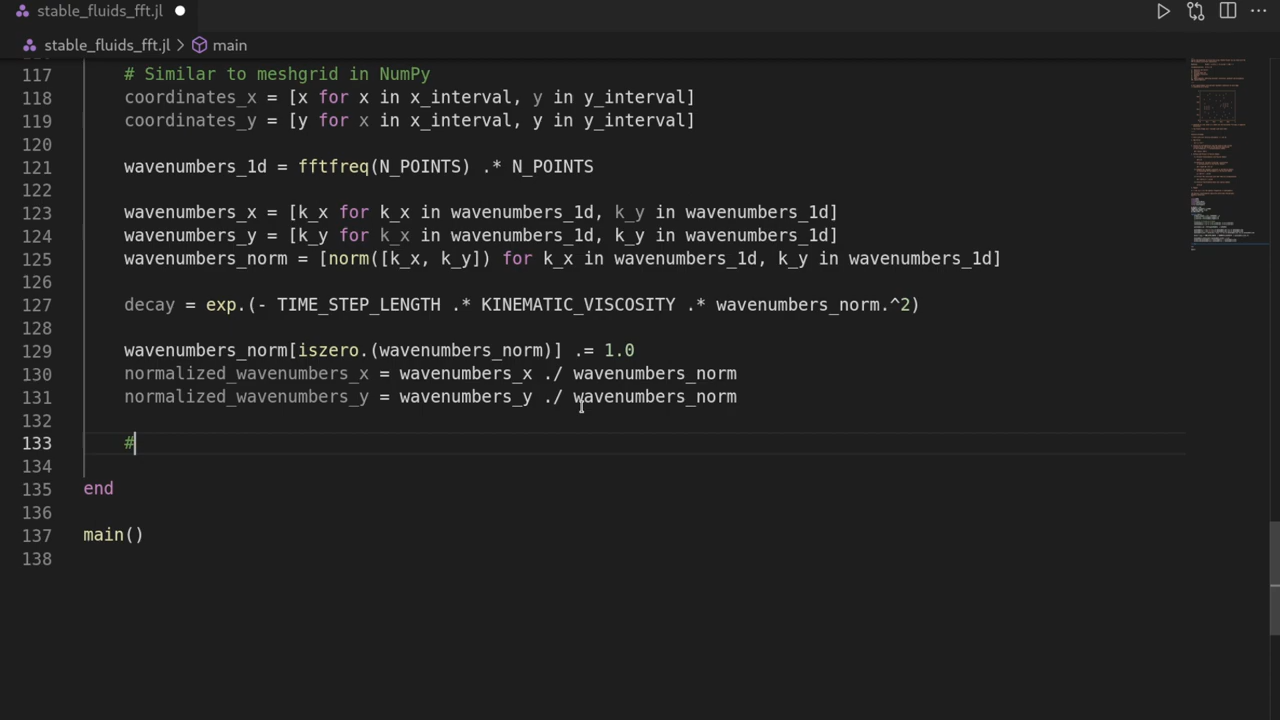 stable_fluids_fft.jl
stable_fluids_fft.jl > main
117 # Similar to meshgrid in NumPy
118 coordinates_x = [x for x in x_interval, y in y_interval]
119 coordinates_y = [y for x in x_interval, y in y_interval]
120
121 wavenumbers_1d = fftfreq(N_POINTS) .* N_POINTS
122
123 wavenumbers_x = [k_x for k_x in wavenumbers_1d, k_y in wavenumbers_1d]
124 wavenumbers_y = [k_y for k_x in wavenumbers_1d, k_y in wavenumbers_1d]
125 wavenumbers_norm = [norm([k_x, k_y]) for k_x in wavenumbers_1d, k_y in wavenumbers_1d]
126
127 decay = exp.(- TIME_STEP_LENGTH .* KINEMATIC_VISCOSITY .* wavenumbers_norm.^2)
128
129 wavenumbers_norm[iszero.(wavenumbers_norm)] .= 1.0
130 normalized_wavenumbers_x = wavenumbers_x ./ wavenumbers_norm
131 normalized_wavenumbers_y = wavenumbers_y ./ wavenumbers_norm
132
133 #
134
135 end
136
137 main()
138